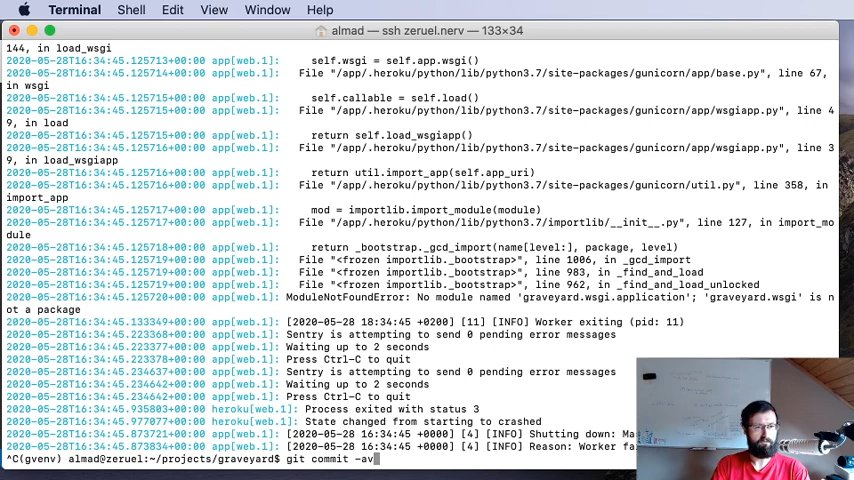 Terminal Shell Edit View Window Help
almad — ssh zeruel.nerv — 133×34
144, in load_wsgi
2020-05-28T16:34:45.125713+00:00 app[web.1]: self.wsgi = self.app.wsgi()
2020-05-28T16:34:45.125715+00:00 app[web.1]: File "/app/.heroku/python/lib/python3.7/site-packages/gunicorn/app/base.py", line 67,
in wsgi
2020-05-28T16:34:45.125715+00:00 app[web.1]: self.callable = self.load()
2020-05-28T16:34:45.125715+00:00 app[web.1]: File "/app/.heroku/python/lib/python3.7/site-packages/gunicorn/app/wsgiapp.py", line 4
9, in load
2020-05-28T16:34:45.125716+00:00 app[web.1]: return self.load_wsgiapp()
2020-05-28T16:34:45.125716+00:00 app[web.1]: File "/app/.heroku/python/lib/python3.7/site-packages/gunicorn/app/wsgiapp.py", line 3
9, in load_wsgiapp
2020-05-28T16:34:45.125716+00:00 app[web.1]: return util.import_app(self.app_uri)
2020-05-28T16:34:45.125717+00:00 app[web.1]: File "/app/.heroku/python/lib/python3.7/site-packages/gunicorn/util.py", line 358, in
import_app
2020-05-28T16:34:45.125717+00:00 app[web.1]: mod = importlib.import_module(module)
2020-05-28T16:34:45.125717+00:00 app[web.1]: File "/app/.heroku/python/lib/python3.7/importlib/__init__.py", line 127, in import_mo
dule
2020-05-28T16:34:45.125718+00:00 app[web.1]: return _bootstrap._gcd_import(name[level:], package, level)
2020-05-28T16:34:45.125719+00:00 app[web.1]: File "<frozen importlib._bootstrap>", line 1006, in _gcd_import
2020-05-28T16:34:45.125719+00:00 app[web.1]: File "<frozen importlib._bootstrap>", line 983, in _find_and_load
2020-05-28T16:34:45.125719+00:00 app[web.1]: File "<frozen importlib._bootstrap>", line 962, in _find_and_load_unlocked
2020-05-28T16:34:45.125720+00:00 app[web.1]: ModuleNotFoundError: No module named 'graveyard.wsgi.application'; 'graveyard.wsgi' is n
ot a package
2020-05-28T16:34:45.133349+00:00 app[web.1]: [2020-05-28 18:34:45 +0200] [11] [INFO] Worker exiting (pid: 11)
2020-05-28T16:34:45.223368+00:00 app[web.1]: Sentry is attempting to send 0 pending error messages
2020-05-28T16:34:45.223377+00:00 app[web.1]: Waiting up to 2 seconds
2020-05-28T16:34:45.223378+00:00 app[web.1]: Press Ctrl-C to quit
2020-05-28T16:34:45.234637+00:00 app[web.1]: Sentry is attempting to send 0 pending error messages
2020-05-28T16:34:45.234642+00:00 app[web.1]: Waiting up to 2 seconds
2020-05-28T16:34:45.234642+00:00 app[web.1]: Press Ctrl-C to quit
2020-05-28T16:34:45.935803+00:00 heroku[web.1]: Process exited with status 3
2020-05-28T16:34:45.977077+00:00 heroku[web.1]: State changed from starting to crashed
2020-05-28T16:34:45.873721+00:00 app[web.1]: [2020-05-28 16:34:45 +0000] [4] [INFO] Shutting down: Ma
2020-05-28T16:34:45.873834+00:00 app[web.1]: [2020-05-28 16:34:45 +0000] [4] [INFO] Reason: Worker fa
^C(gvenv) almad@zeruel:~/projects/graveyard$ git commit -av